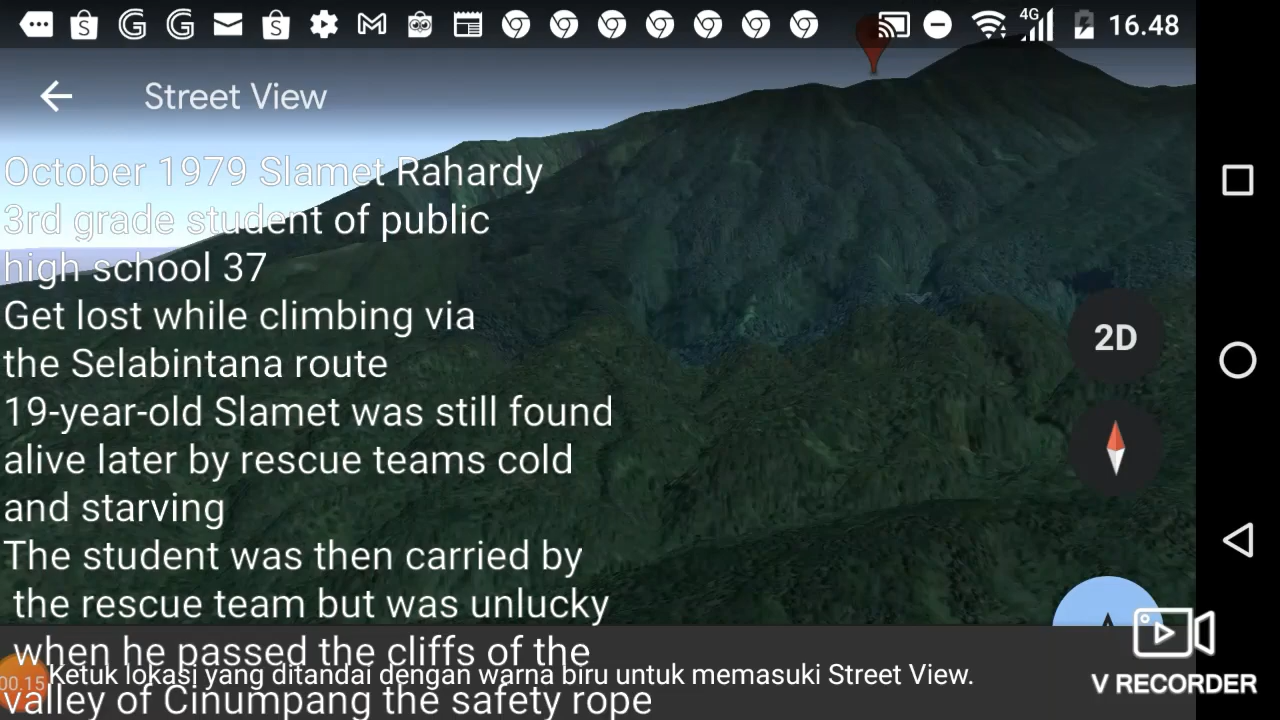 4G
16.48
Street View
October 1979 Slamet Rahardy
3rd grade student of public
high school 37
Get lost while climbing via
the Selabintana route
19-year-old Slamet was still found
alive later by rescue teams cold
and starving
The student was then carried by
the rescue team but was unlucky
when he passed the cliffs of the
valley of Cinumpang the safety rope
2D
00.15
Ketuk lokasi yang ditandai dengan warna biru untuk memasuki Street View.
V RECORDER